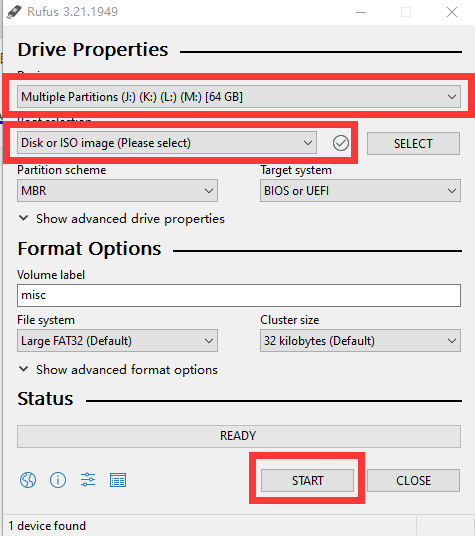 Rufus 3.21.1949
Drive Properties
Multiple Partitions (J:) (K:) (L:) (M:) [64 GB]
Disk or ISO image (Please select)
SELECT
Partition scheme
Target system
MBR
BIOS or UEFI
Show advanced drive properties
Format Options
Volume label
misc
File system
Cluster size
Large FAT32 (Default)
32 kilobytes (Default)
Show advanced format options
Status
READY
START
CLOSE
1 device found